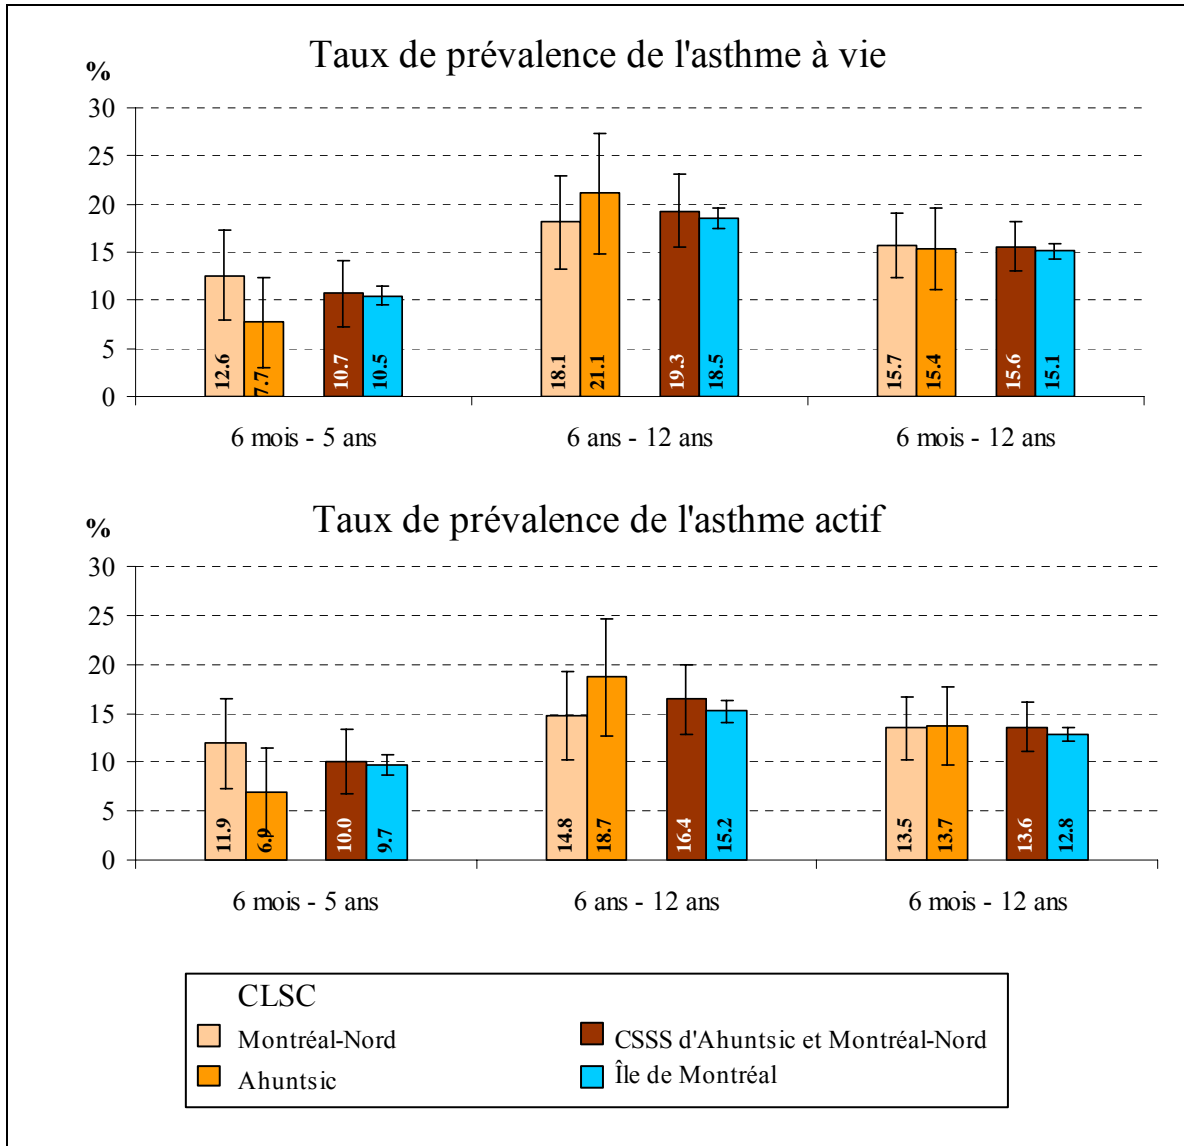 Taux de prévalence de l'asthme à vie
%
30
25
20
15
10
5
0
12.6 7.7 10.7 10.5 18.1 21.1 19.3 18.5 15.7 15.4 15.6 15.1
6 mois - 5 ans 6 ans - 12 ans 6 mois - 12 ans
Taux de prévalence de l'asthme actif
%
30
25
20
15
10
5
0
11.9 6.9 10.0 9.7 14.8 18.7 16.4 15.2 13.5 13.7 13.6 12.8
6 mois - 5 ans 6 ans - 12 ans 6 mois - 12 ans
CLSC
Montréal-Nord CSSS d'Ahuntsic et Montréal-Nord
Ahuntsic Île de Montréal